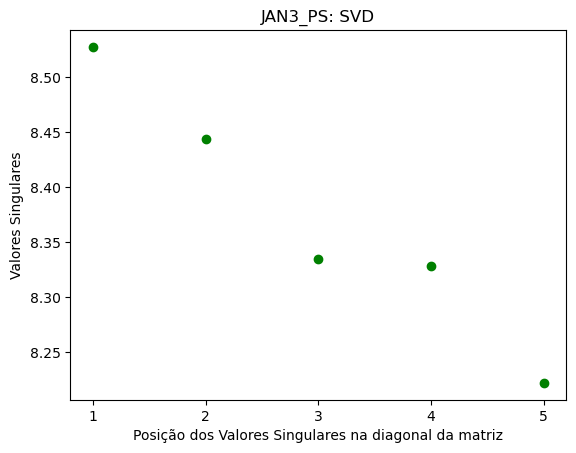 JAN3_PS: SVD
Valores Singulares
8.50
8.45
8.40
8.35
8.30
8.25
1 2 3 4 5
Posição dos Valores Singulares na diagonal da matriz